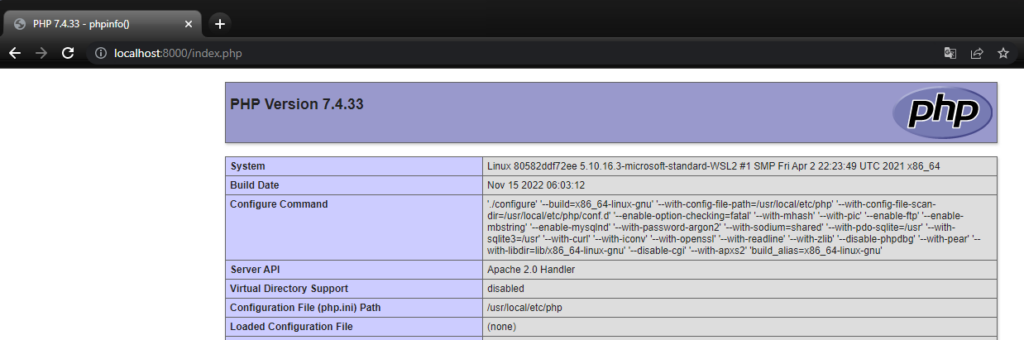 PHP 7.4.33 - phpinfo()
localhost:8000/index.php
PHP Version 7.4.33
php
System
Linux 80582ddf72ee 5.10.16.3-microsoft-standard-WSL2 #1 SMP Fri Apr 2 22:23:49 UTC 2021 x86_64
Build Date
Nov 15 2022 06:03:12
Configure Command
'./configure' '--build=x86_64-linux-gnu' '--with-config-file-path=/usr/local/etc/php' '--with-config-file-scan-
dir=/usr/local/etc/php/conf.d' '--enable-option-checking=fatal' '--with-mhash' '--with-pic' '--enable-ftp' '--enable-
mbstring' '--enable-mysqlnd' '--with-password-argon2' '--with-sodium=shared' '--with-pdo-sqlite=/usr' '--with-
sqlite3=/usr' '--with-curl' '--with-iconv' '--with-openssl' '--with-readline' '--with-zlib' '--disable-phpdbg' '--with-pear' '--
with-libdir=lib/x86_64-linux-gnu' '--disable-cgi' '--with-apxs2' 'build_alias=x86_64-linux-gnu'
Server API
Apache 2.0 Handler
Virtual Directory Support
disabled
Configuration File (php.ini) Path
/usr/local/etc/php
Loaded Configuration File
(none)